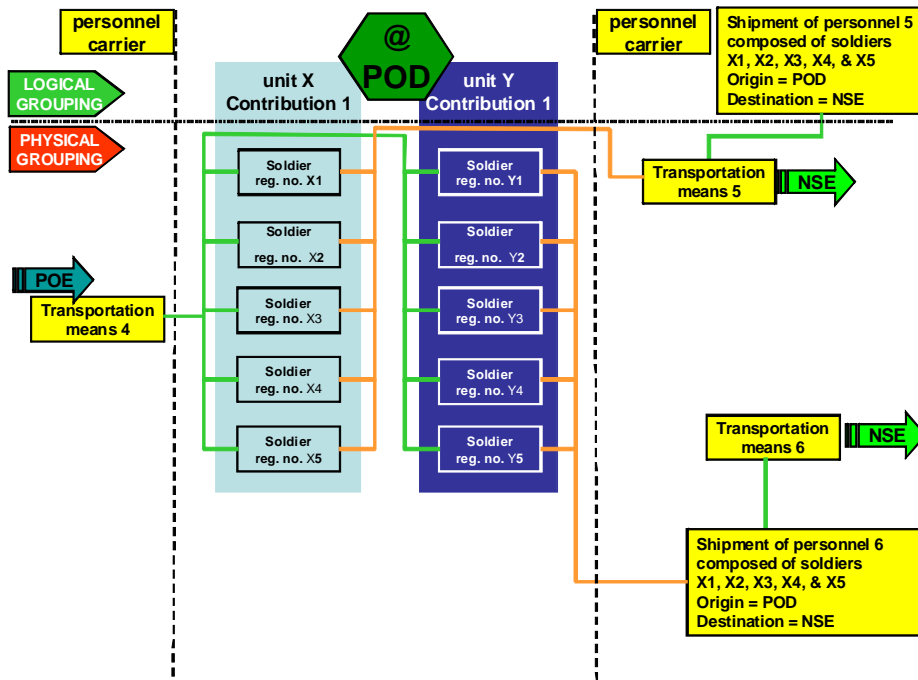 personnel
carrier
@
POD
personnel
carrier
Shipment of personnel 5
composed of soldiers
X1, X2, X3, X4, & X5
Origin = POD
Destination = NSE
LOGICAL
GROUPING
unit X
Contribution 1
unit Y
Contribution 1
PHYSICAL
GROUPING
Soldier
reg. no. X1
Soldier
reg. no. Y1
Transportation
means 5
NSE
Soldier
reg. no. X2
Soldier
reg. no. Y2
POE
Transportation
means 4
Soldier
reg. no. X3
Soldier
reg. no. Y3
Soldier
reg. no. X4
Soldier
reg. no. Y4
Soldier
reg. no. X5
Soldier
reg. no. Y5
Transportation
means 6
NSE
Shipment of personnel 6
composed of soldiers
X1, X2, X3, X4, & X5
Origin = POD
Destination = NSE